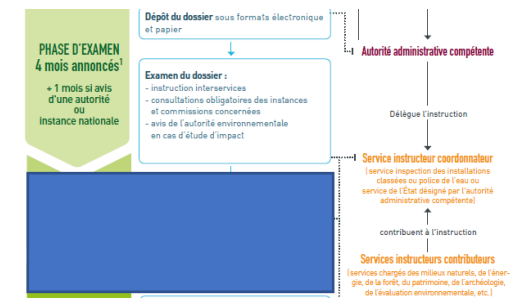 PHASE D'EXAMEN
4 mois annoncés1
+ 1 mois si avis
d'une autorité
ou
instance nationale
Dépôt du dossier sous formats électronique
et papier
Examen du dossier :
- instruction interservices
- consultations obligatoires des instances
et commissions concernées
- avis de l'autorité environnementale
en cas d'étude d'impact
Autorité administrative compétente
Délègue l'instruction
Service instructeur coordonnateur
(service inspection des installations
classées ou police de l'eau ou
service de l'État désigné par l'autorité
administrative compétente)
contribuent à l'instruction
Services instructeurs contributeurs
(services chargés des milieux naturels, de l'éner-
gie, de la forêt, du patrimoine, de l'archéologie,
de l'évaluation environnementale, etc.)